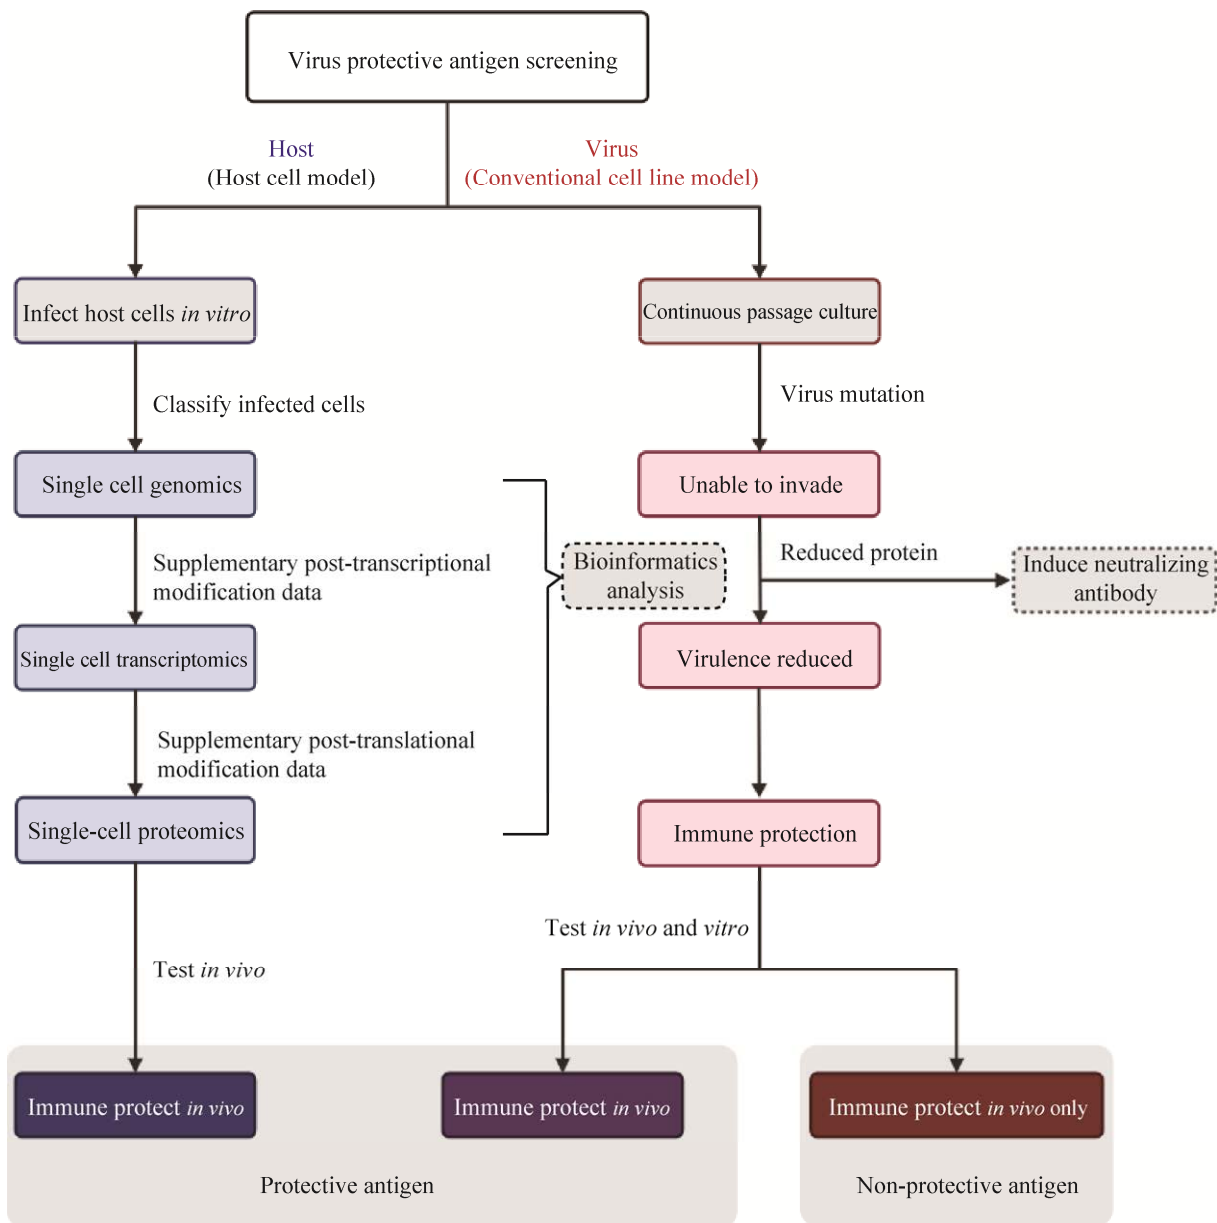 Virus protective antigen screening
Host
(Host cell model)
Virus
(Conventional cell line model)
Infect host cells in vitro
Continuous passage culture
Classify infected cells
Virus mutation
Single cell genomics
Unable to invade
Supplementary post-transcriptional
modification data
Bioinformatics
analysis
Reduced protein
Induce neutralizing
antibody
Single cell transcriptomics
Virulence reduced
Supplementary post-translational
modification data
Single-cell proteomics
Immune protection
Test in vivo and vitro
Test in vivo
Immune protect in vivo
Immune protect in vivo
Immune protect in vivo only
Protective antigen
Non-protective antigen